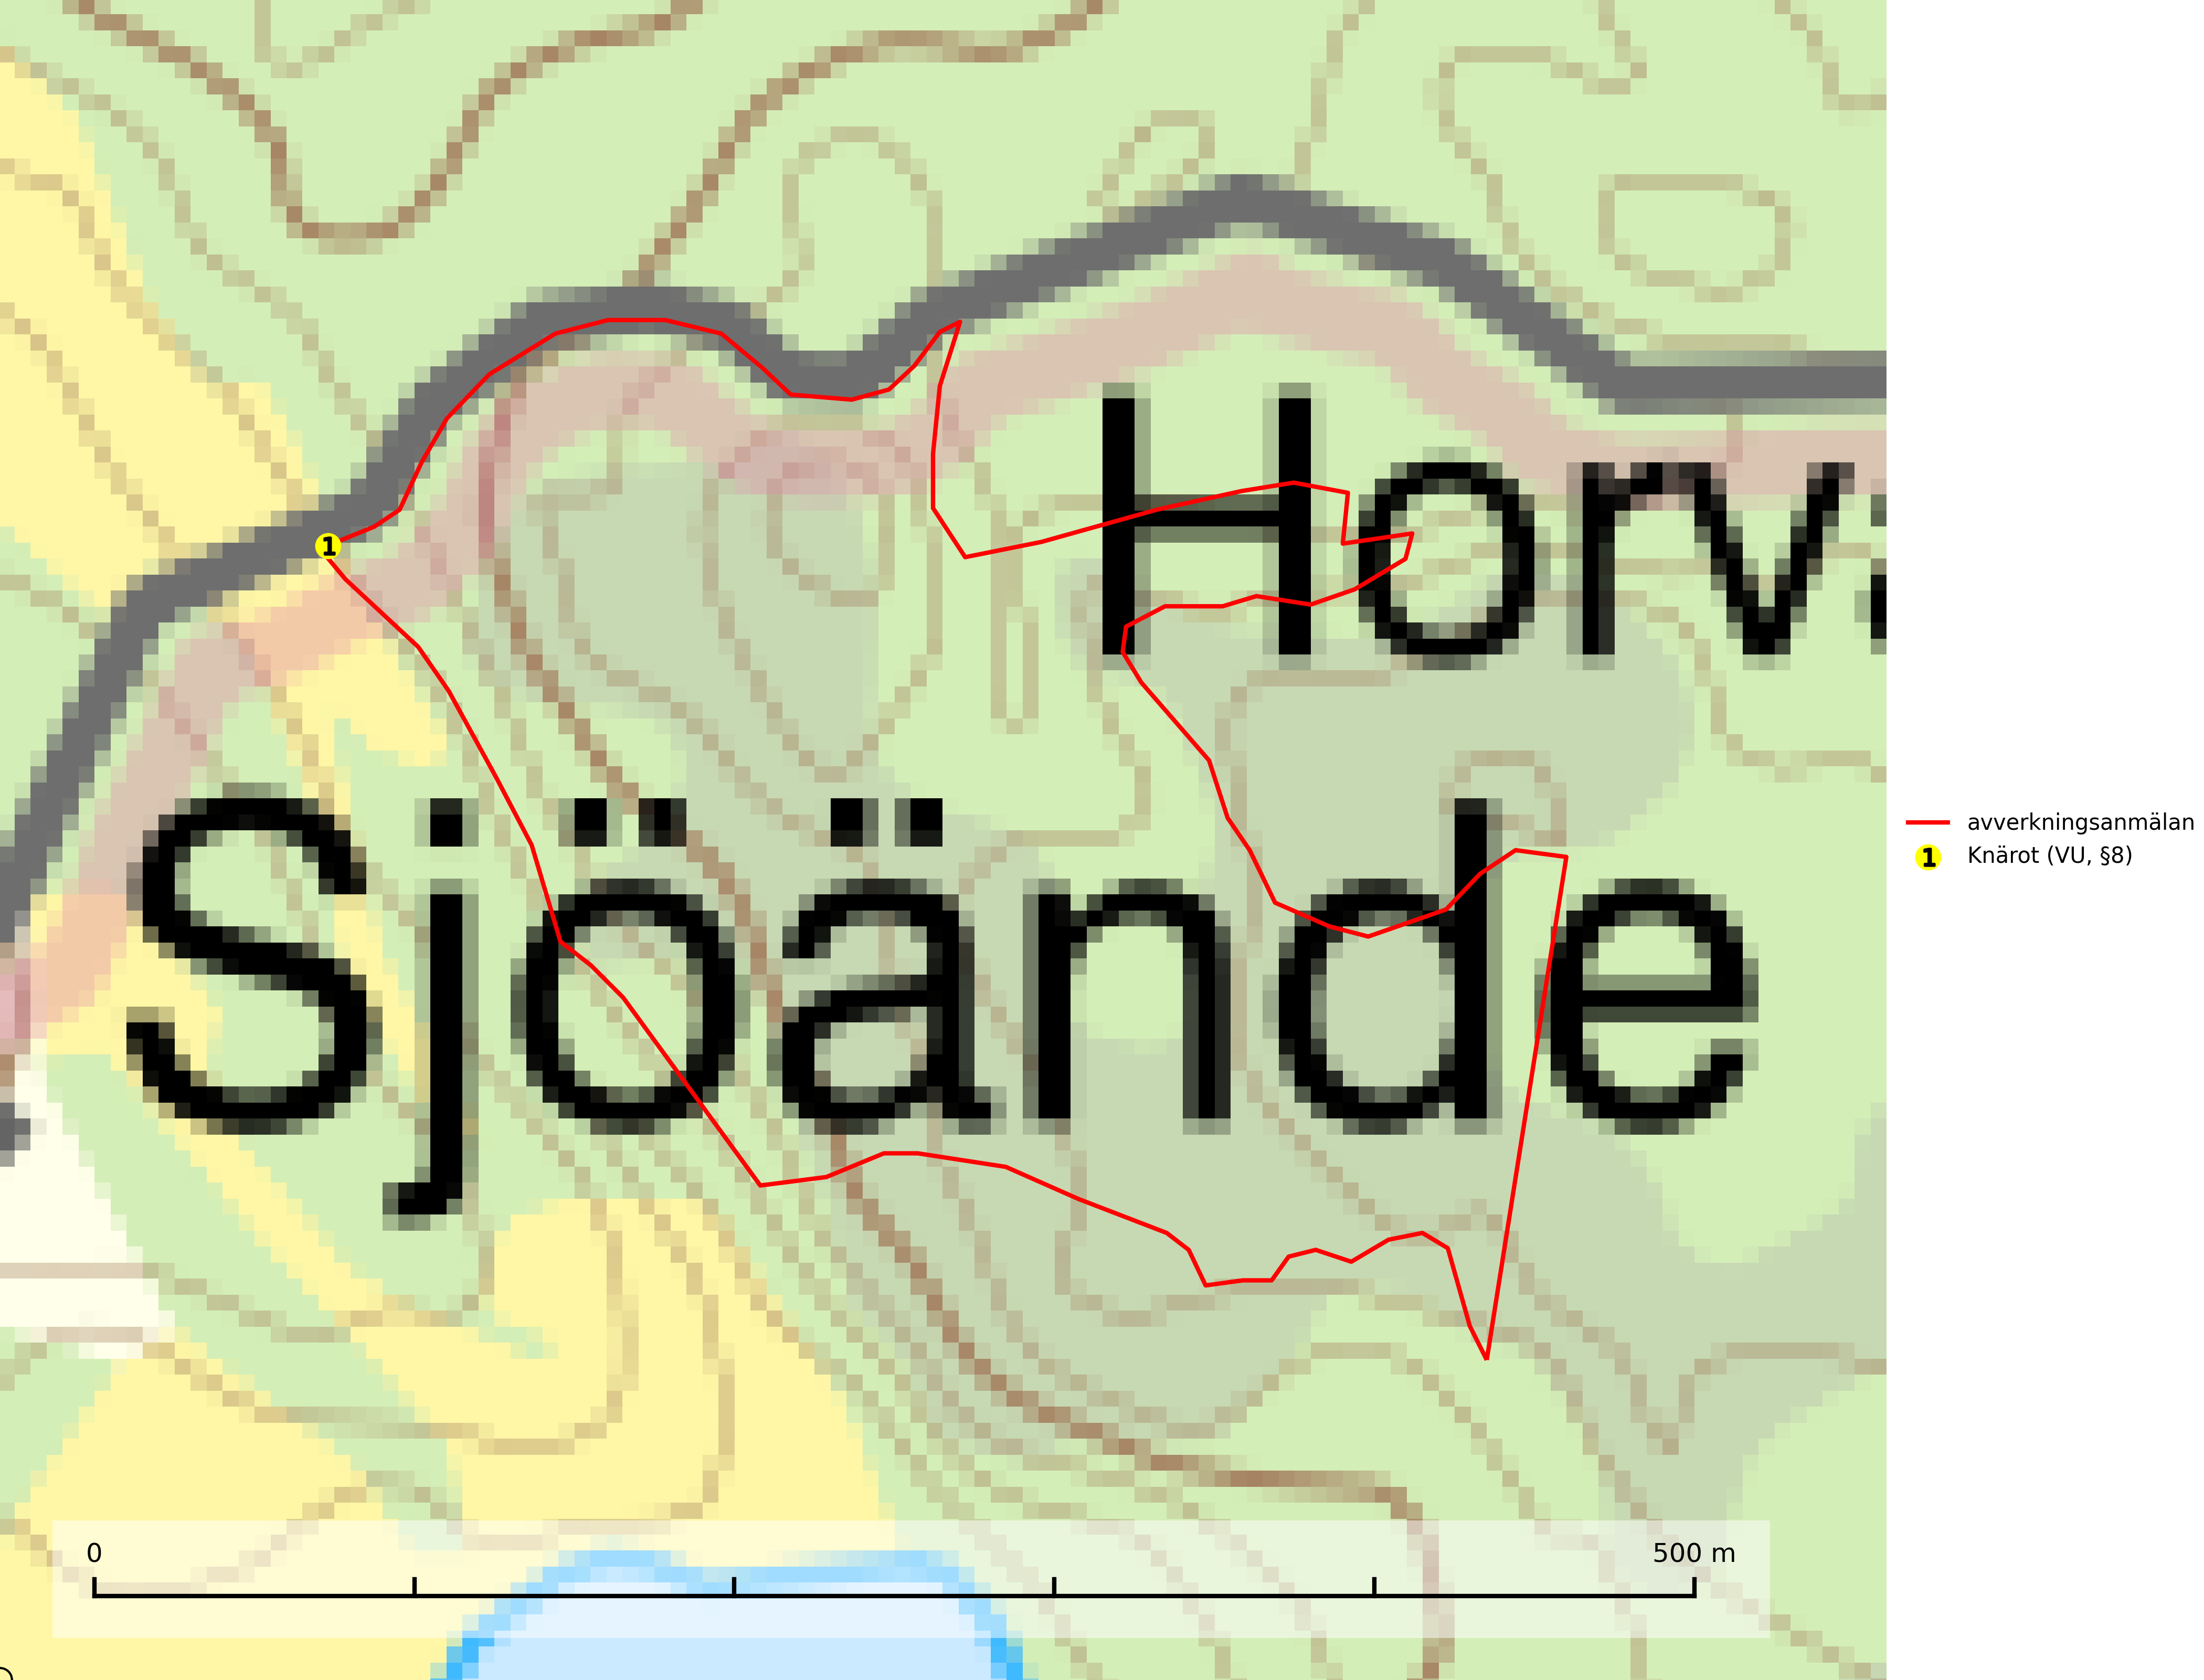 Horv
1
Sjöände
0
500 m
avverkningsanmälan
1 Knärot (VU, §8)